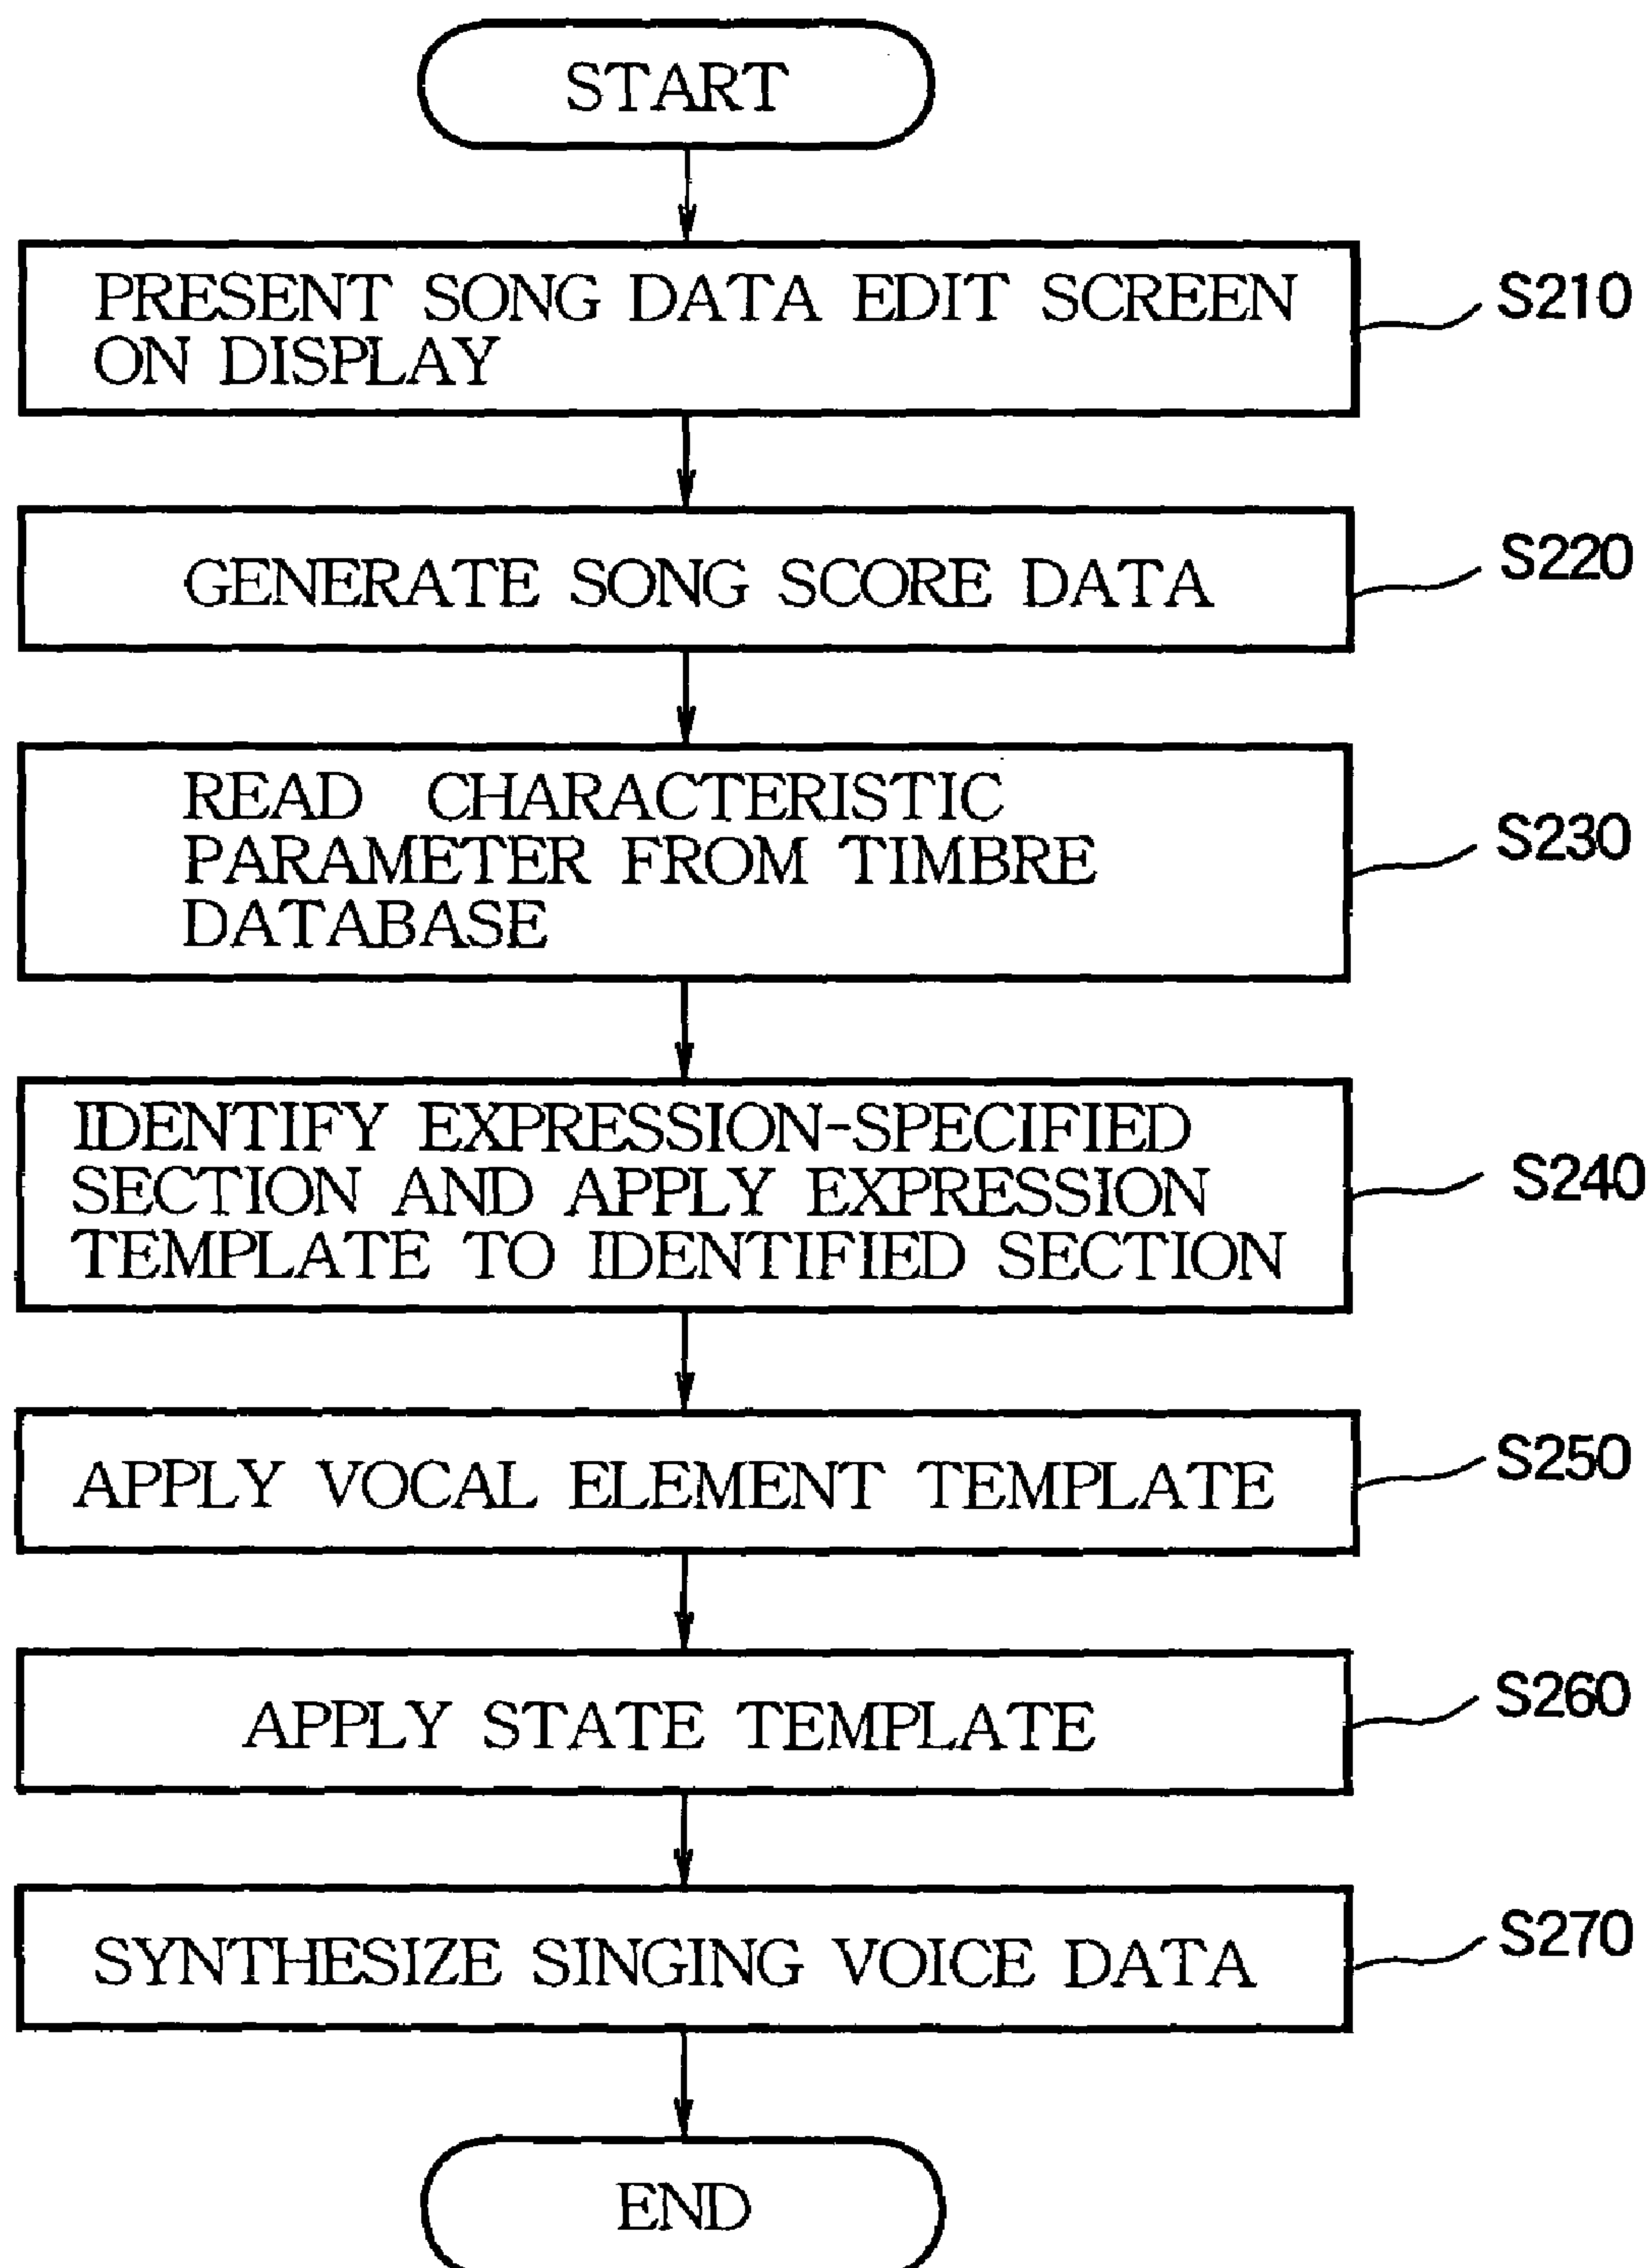 START
PRESENT SONG DATA EDIT SCREEN
ON DISPLAY
S210
GENERATE SONG SCORE DATA
S220
READ CHARACTERISTIC
PARAMETER FROM TIMBRE
DATABASE
S230
IDENTIFY EXPRESSION-SPECIFIED
SECTION AND APPLY EXPRESSION
TEMPLATE TO IDENTIFIED SECTION
S240
APPLY VOCAL ELEMENT TEMPLATE
S250
APPLY STATE TEMPLATE
S260
SYNTHESIZE SINGING VOICE DATA
S270
END